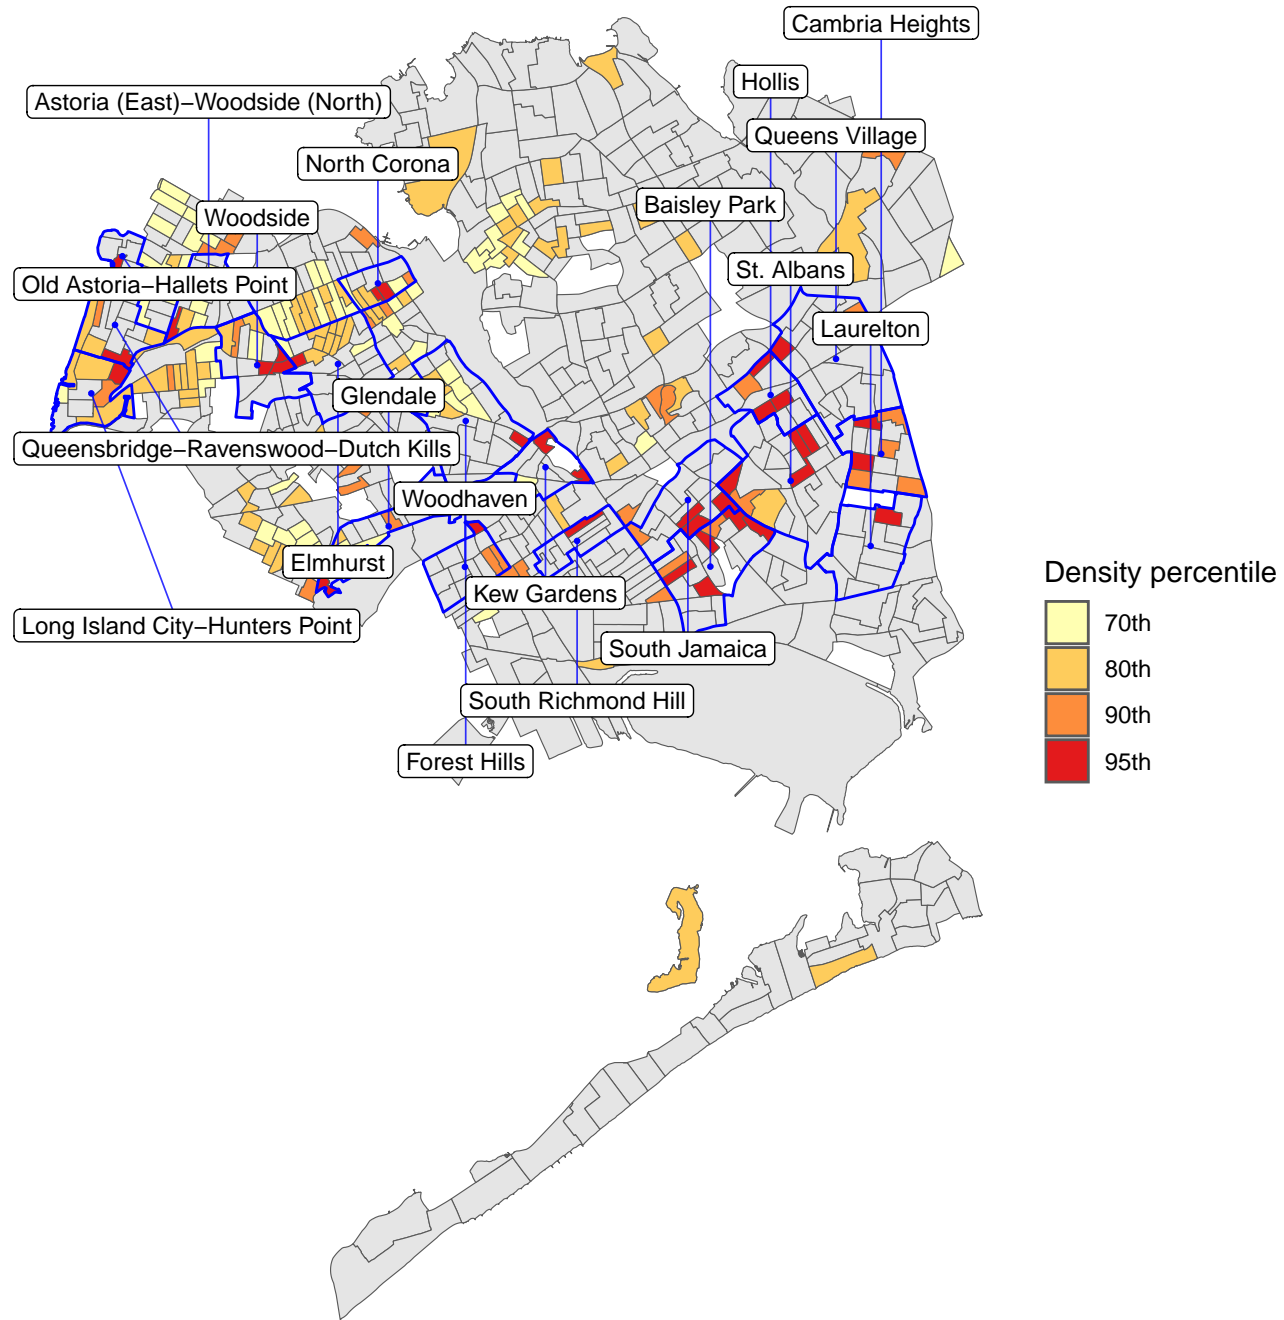 Cambria Heights
Hollis
Astoria (East)–Woodside (North)
Queens Village
North Corona
Baisley Park
Woodside
St. Albans
Old Astoria–Hallets Point
Laurelton
Glendale
Queensbridge–Ravenswood–Dutch Kills
Woodhaven
Elmhurst
Kew Gardens
Long Island City–Hunters Point
South Jamaica
South Richmond Hill
Forest Hills
Density percentile
70th
80th
90th
95th